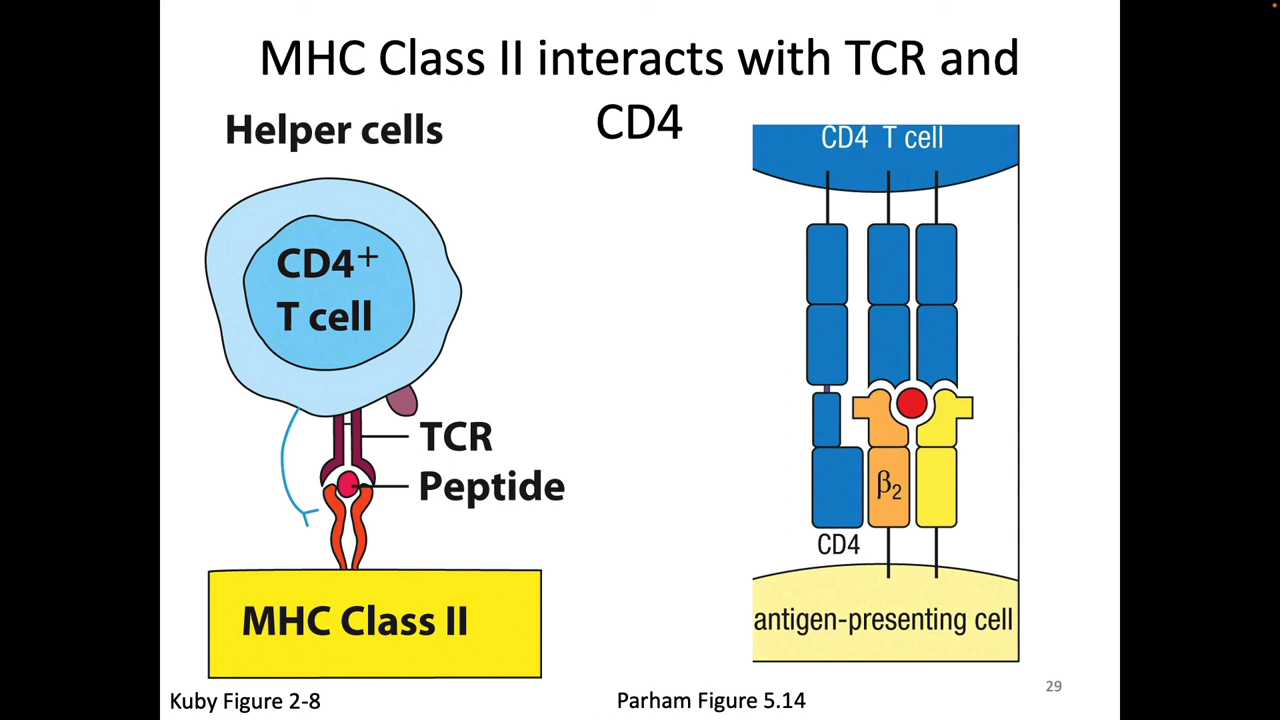 MHC Class II interacts with TCR and
CD4
Helper cells
CD4+
T cell
TCR
Peptide
MHC Class II
Kuby Figure 2-8
CD4 T cell
β2
CD4
antigen-presenting cell
Parham Figure 5.14
29